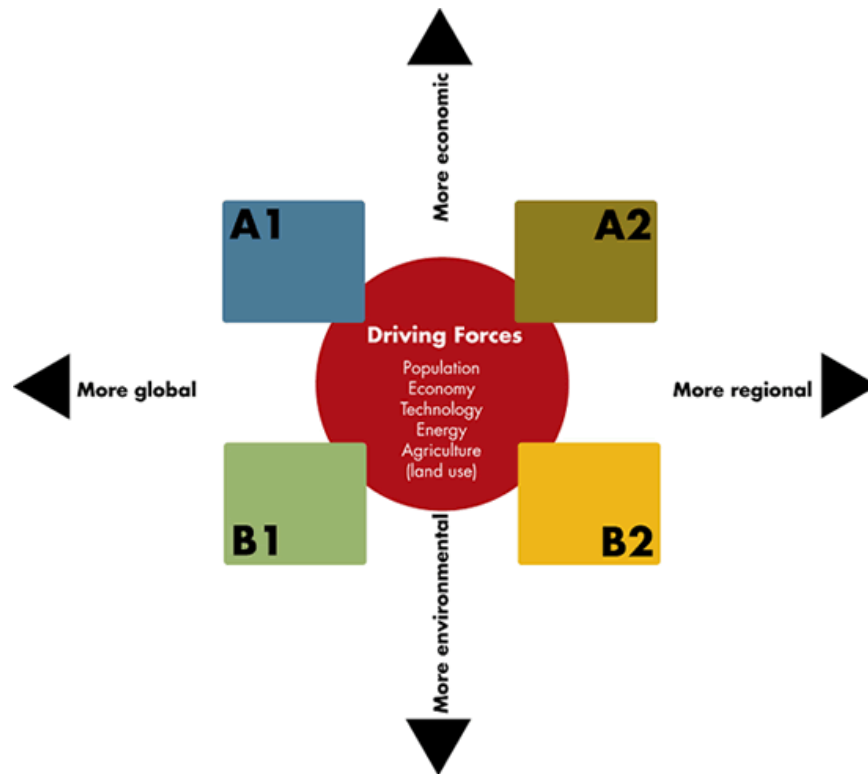 More economic
A1
A2
Driving Forces
Population
Economy
Technology
Energy
Agriculture
(land use)
More global
More regional
B1
B2
More environmental